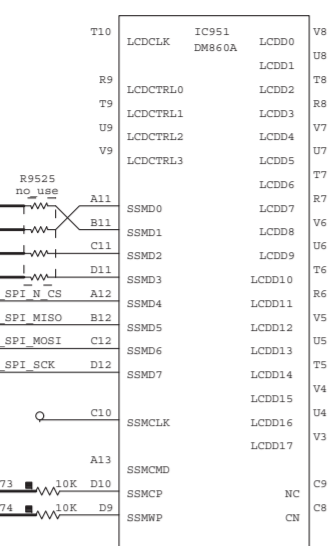 T10 LCDCLK IC951 LCDD0 V8
DM860A
LCDD1 U8
R9 LCDCTRL0 LCDD2 T8
T9 LCDCTRL1 LCDD3 R8
U9 LCDCTRL2 LCDD4 V7
V9 LCDCTRL3 LCDD5 U7
R9525 LCDD6 T7
no_use
A11 SSMD0 LCDD7 R7
B11 SSMD1 LCDD8 V6
C11 SSMD2 LCDD9 U6
D11 SSMD3 LCDD10 T6
_SPI_N_CS A12 SSMD4 LCDD11 R6
_SPI_MISO B12 SSMD5 LCDD12 V5
_SPI_MOSI C12 SSMD6 LCDD13 U5
_SPI_SCK D12 SSMD7 LCDD14 T5
LCDD15 V4
C10 SSMCLK LCDD16 U4
LCDD17 V3
A13 SSMCMD
73 10K D10 SSMCP NC C9
74 10K D9 SSMWP CN C8